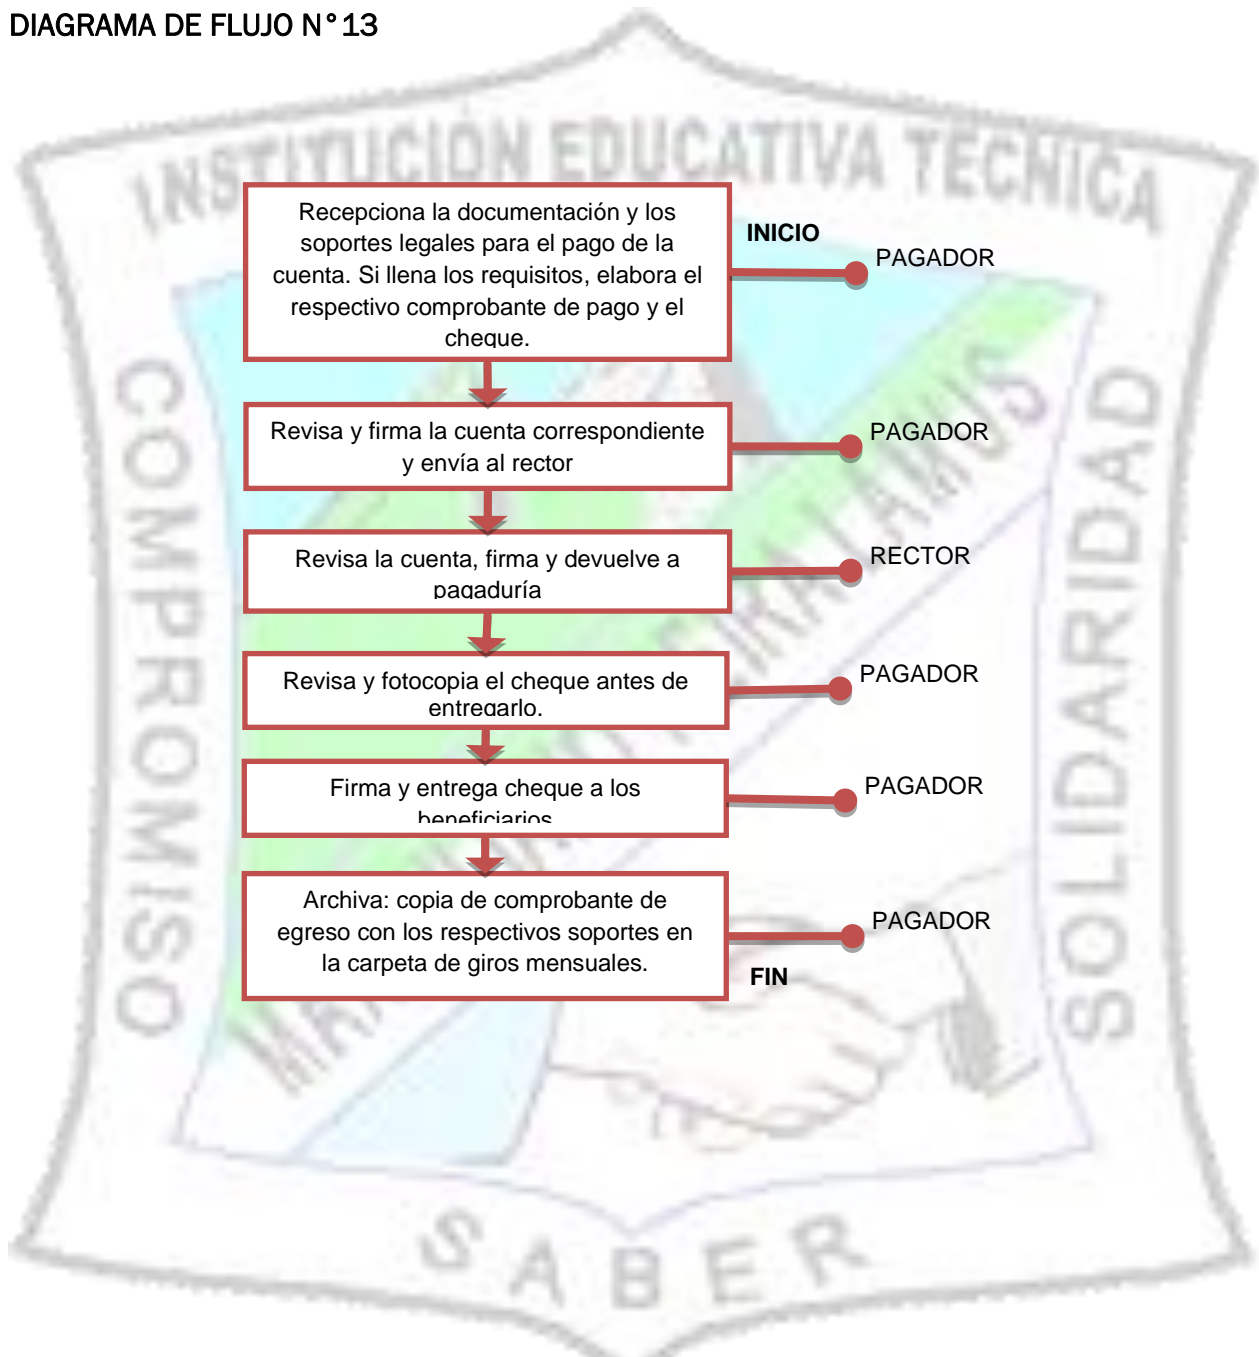 DIAGRAMA DE FLUJO N°13
INSTITUCIÓN EDUCATIVA TECNICA
Recepciona la documentación y los
soportes legales para el pago de la
cuenta. Si llena los requisitos, elabora el
respectivo comprobante de pago y el
cheque.
INICIO
PAGADOR
Revisa y firma la cuenta correspondiente
y envía al rector
PAGADOR
Revisa la cuenta, firma y devuelve a
pagaduría
RECTOR
Revisa y fotocopia el cheque antes de
entregarlo.
PAGADOR
Firma y entrega cheque a los
beneficiarios
PAGADOR
Archiva: copia de comprobante de
egreso con los respectivos soportes en
la carpeta de giros mensuales.
PAGADOR
FIN
COMPROMISO
SOLIDARIDAD
SABER